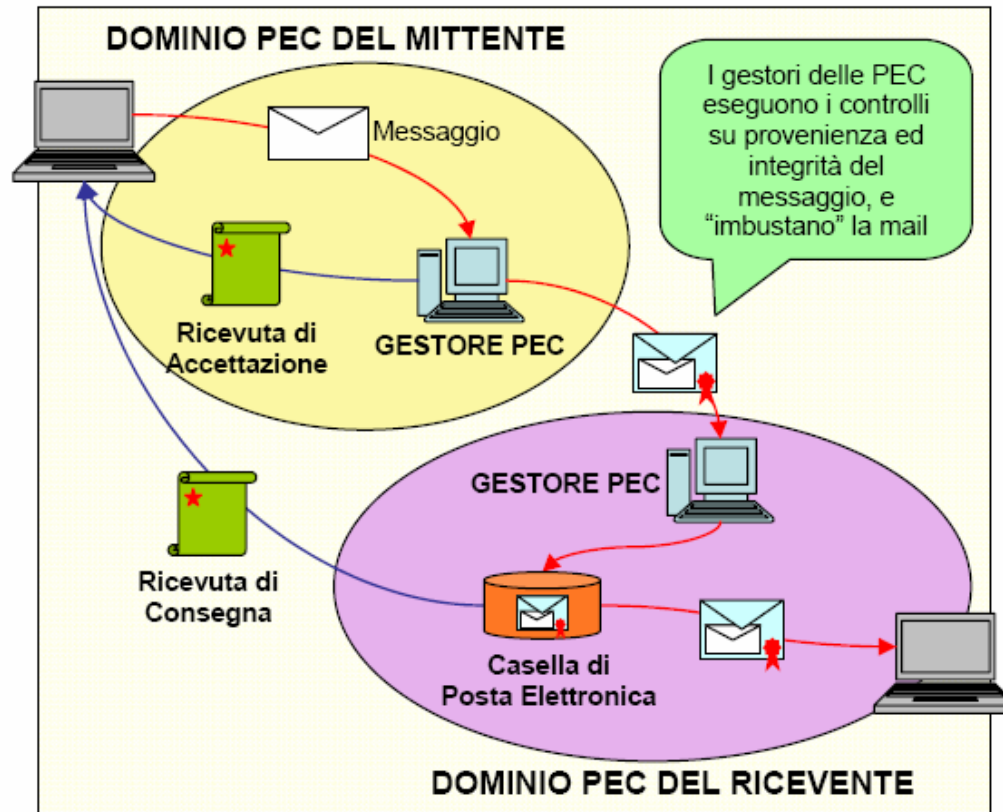 DOMINIO PEC DEL MITTENTE
I gestori delle PEC
eseguono i controlli
su provenienza ed
integrità del
messaggio, e
“imbustano” la mail
Messaggio
Ricevuta di
Accettazione
GESTORE PEC
GESTORE PEC
Ricevuta di
Consegna
Casella di
Posta Elettronica
DOMINIO PEC DEL RICEVENTE